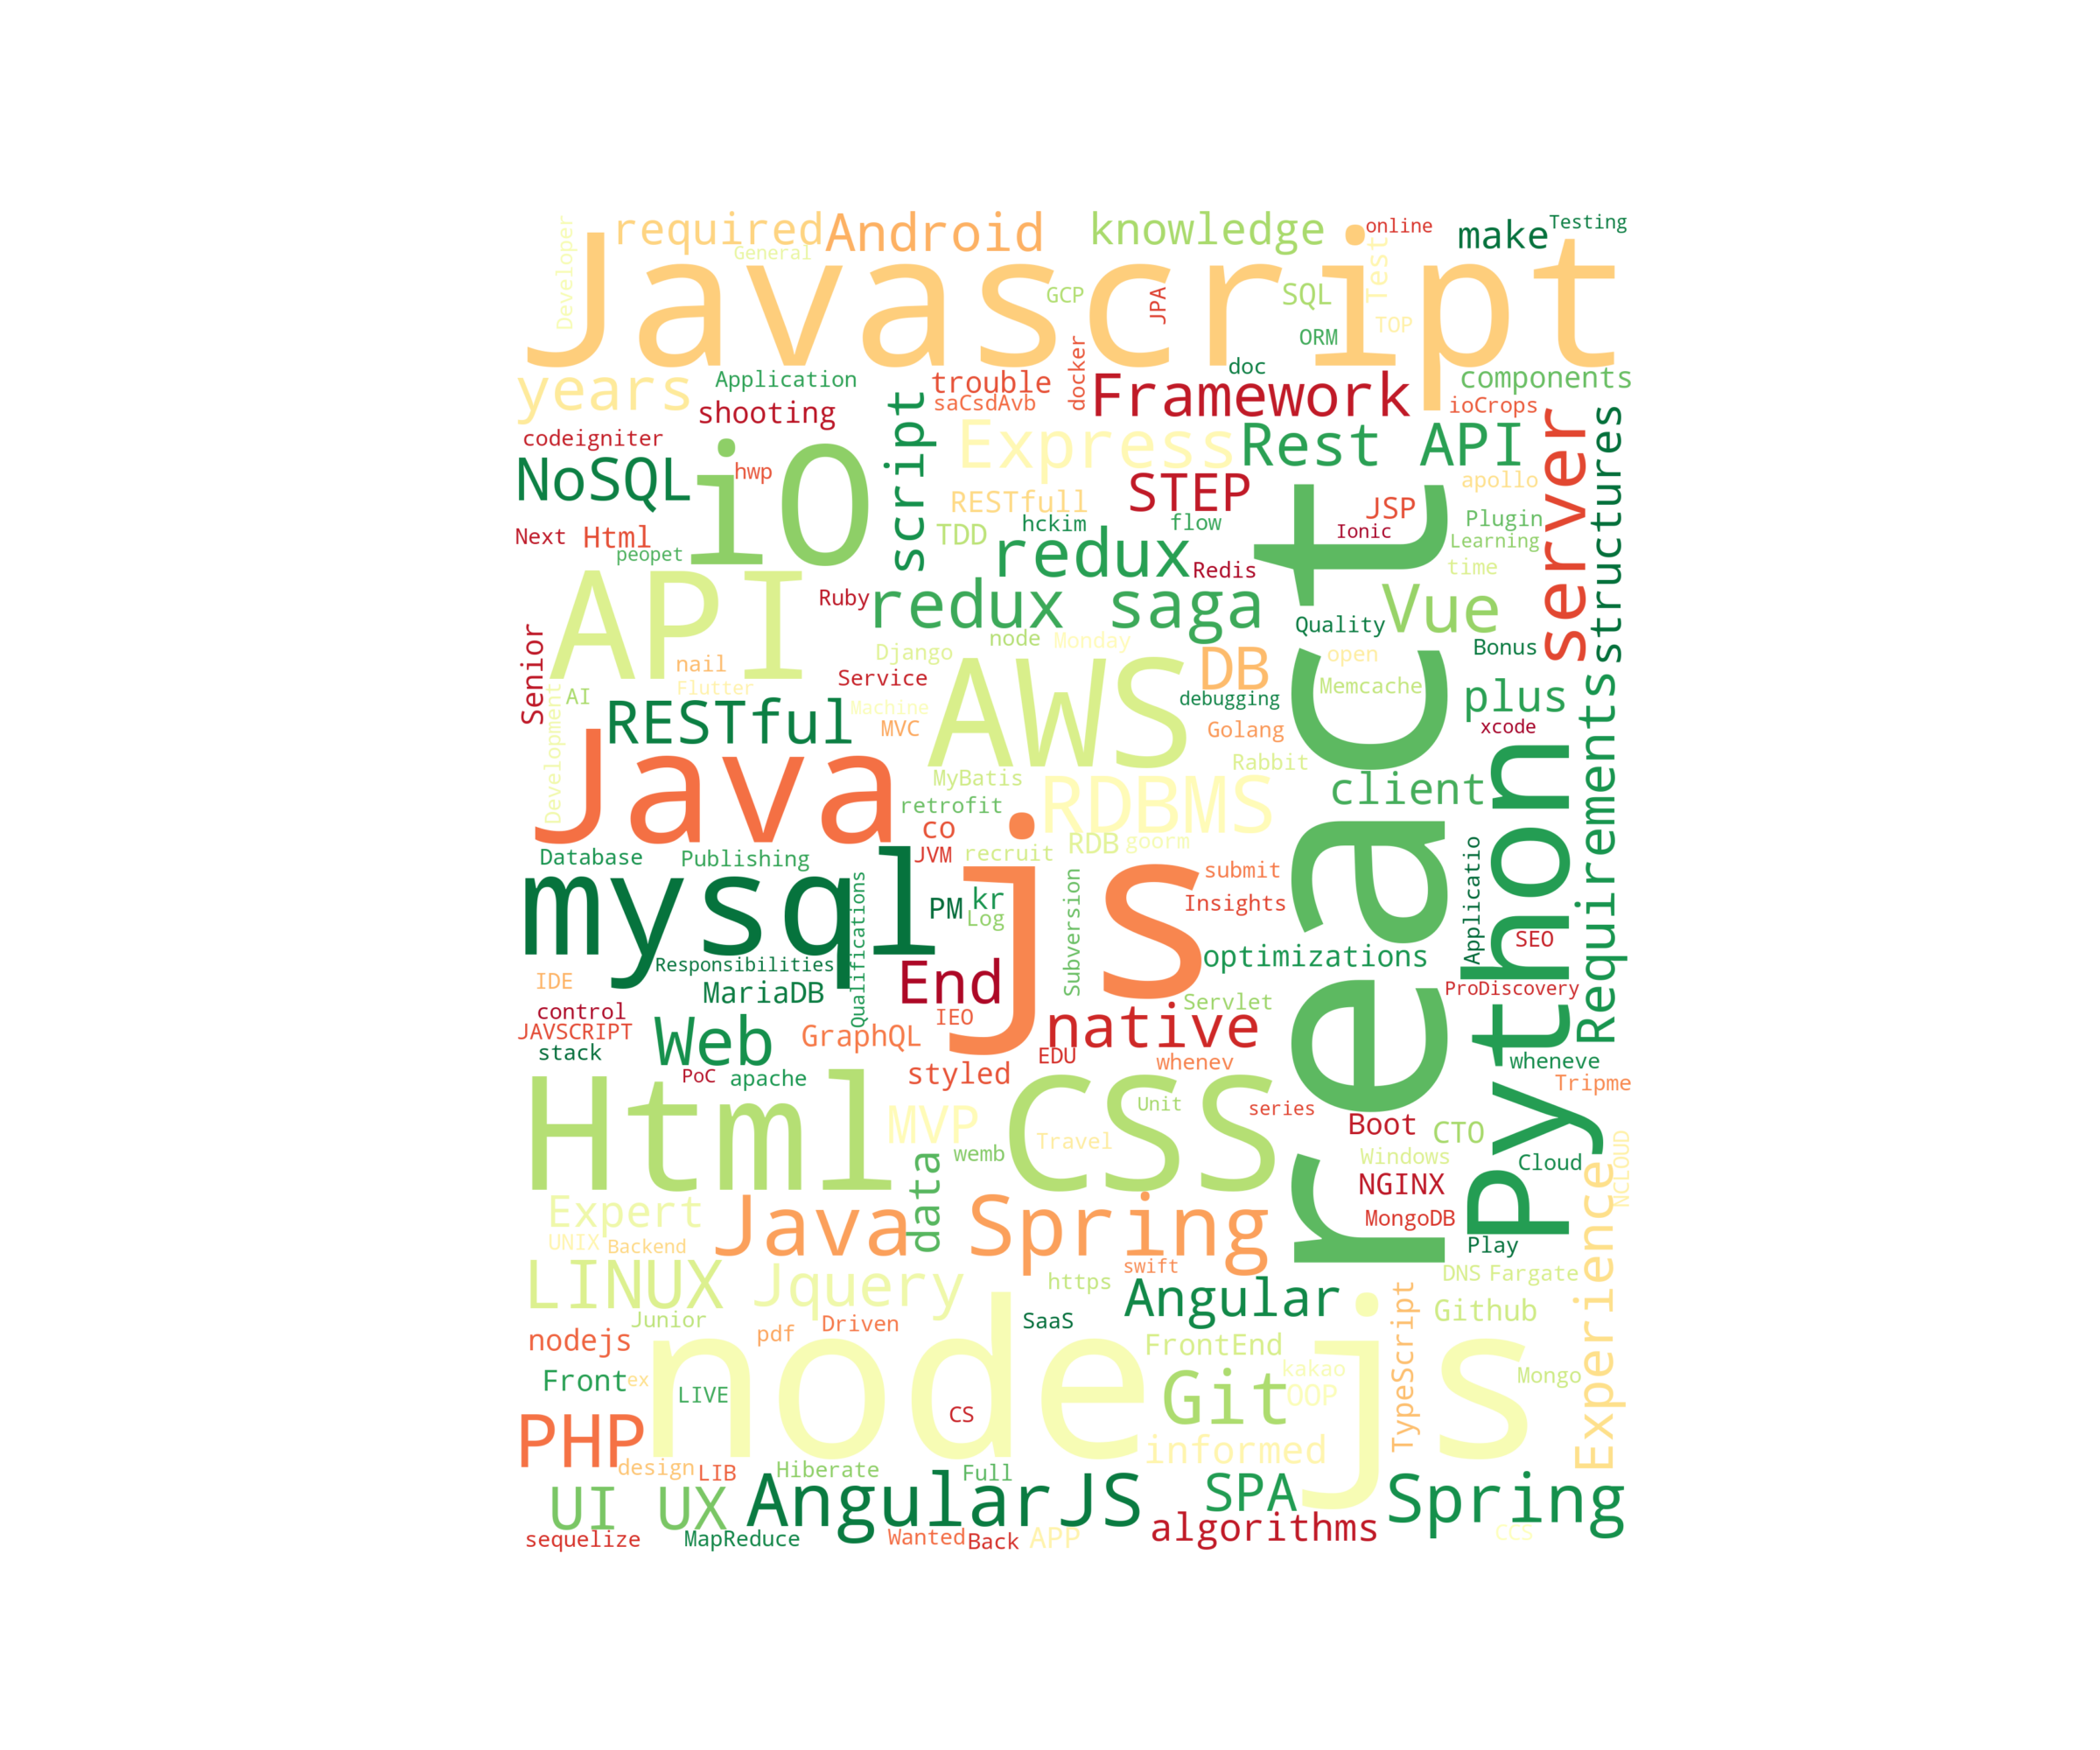 required
Android
knowledge
online
make
Testing
Developer
General
Javascript
Test
GCP
JPA
SQL
ORM
TOP
years
Application
trouble
docker
Framework
doc
components
shooting
saCsdAvb
ioCrops
codeigniter
script
Express
Rest API
server
structures
NoSQL
iO
hwp
RESTfull
STEP
JSP
apollo
Next
Html
peopet
TDD
hckim
flow
Ionic
Plugin
redux
Learning
API
Ruby
Redis
time
redux saga
react
Vue
Quality
Senior
nail
Django
node
Monday
DB
open
Bonus
AI
Flutter
Service
debugging
Memcache
plus
Development
RESTful
Machine
MVC
AWS
Golang
xcode
Requirements
Java
MyBatis
Rabbit
client
Python
retrofit
RDBMS
co
Database
Publishing
JVM
recruit
RDB
goorm
mysql
js
submit
Applicatio
Qualifications
PM
kr
Log
Subversion
Insights
SEO
Responsibilities
optimizations
IDE
MariaDB
End
Servlet
ProDiscovery
control
JAVSCRIPT
Web
GraphQL
IEO
native
stack
PoC
apache
styled
EDU
whenev
wheneve
Tripme
Html
MVP
CSS
Unit
series
Boot
CTO
Travel
wemb
data
Windows
Cloud
NCLOUD
NGINX
Expert
Java Spring
MongoDB
UNIX
Backend
Play
Experience
LINUX
Jquery
swift
https
DNS
Fargate
Angular
TypeScript
Github
Junior
nodejs
pdf
Driven
SaaS
FrontEnd
node js
Front
ex
LIVE
kakao
Mongo
CS
Git
OOP
PHP
informed
design
LIB
Hiberate
Full
UI UX
AngularJS
SPA
Spring
sequelize
MapReduce
Wanted
Back
APP
algorithms
CCS